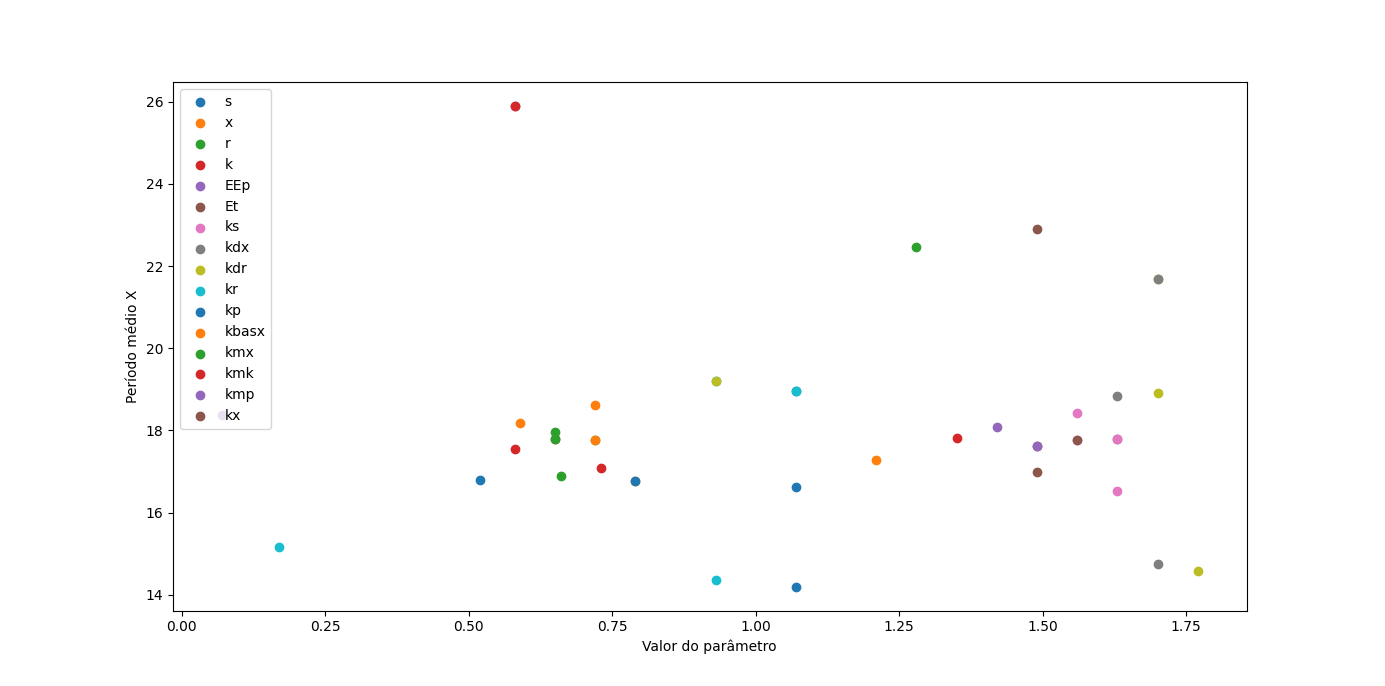 26
24
22
20
18
16
14
Período médio X
s
x
r
k
EEp
Et
ks
kdx
kdr
kr
kp
kbasx
kmx
kmk
kmp
kx
0.00 0.25 0.50 0.75 1.00 1.25 1.50 1.75
Valor do parâmetro